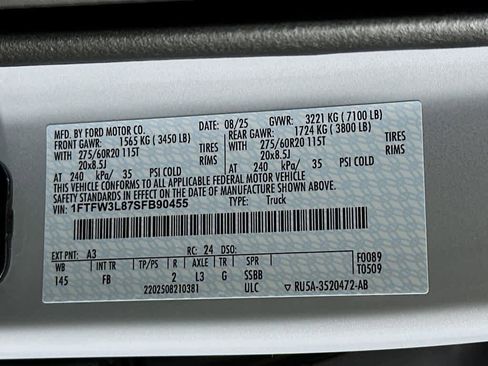 MFD. BY FORD MOTOR CO. DATE: 08/25 GVWR: 3221 KG (7100 LB)
FRONT GAWR: 1565 KG (3450 LB) REAR GAWR: 1724 KG (3800 LB)
WITH 275/60R20 115T TIRES WITH 275/60R20 115T TIRES
20x8.5J RIMS 20x8.5J RIMS
AT 240 kPa/ 35 PSI COLD AT 240 kPa/ 35 PSI COLD
THIS VEHICLE CONFORMS TO ALL APPLICABLE FEDERAL MOTOR VEHICLE
SAFETY STANDARDS IN EFFECT ON THE DATE OF MANUFACTURE SHOWN ABOVE.
VIN: 1FTFW3L87SFB90455 TYPE: Truck
EXT PNT: A3 RC: 24 DSO: F0089
WB INT TR TP/PS R AXLE TR SPR T0509
145 FB 2 L3 G SSBB
2202508210381 ULC ▽ RU5A-3520472-AB